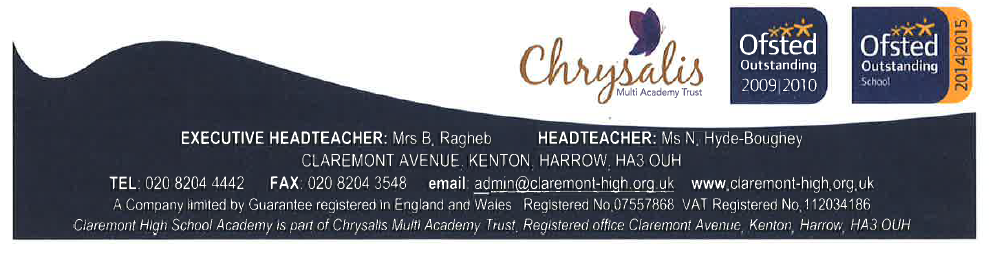 Chrysalis
Multi Academy Trust
Ofsted
Outstanding
2009|2010
Ofsted
Outstanding
School
2014|2015
EXECUTIVE HEADTEACHER: Mrs B. Ragheb HEADTEACHER: Ms N. Hyde-Boughey
CLAREMONT AVENUE, KENTON, HARROW, HA3 OUH
TEL: 020 8204 4442 FAX: 020 8204 3548 email: admin@claremont-high.org.uk www.claremont-high.org.uk
A Company limited by Guarantee registered in England and Wales Registered No.07557868 VAT Registered No.112034186
Claremont High School Academy is part of Chrysalis Multi Academy Trust, Registered office Claremont Avenue, Kenton, Harrow, HA3 OUH